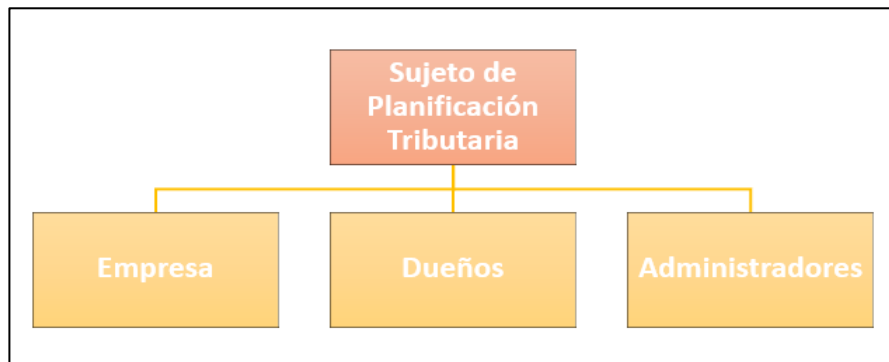 Sujeto de
Planificación
Tributaria
Empresa
Dueños
Administradores